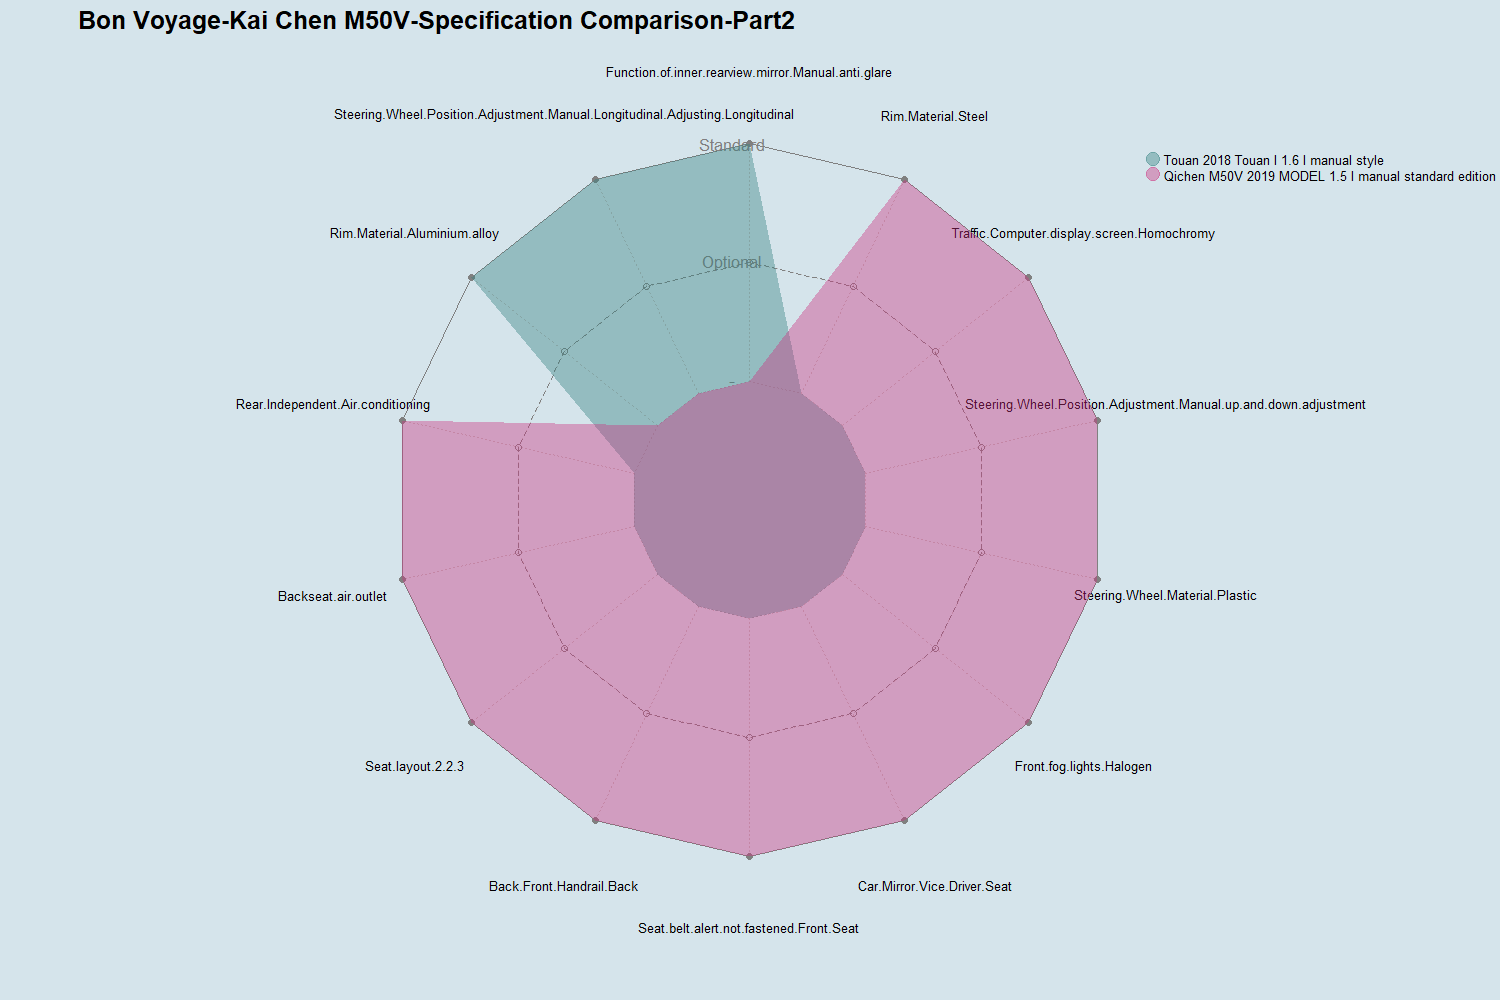 Bon Voyage-Kai Chen M50V-Specification Comparison-Part2
Function.of.inner.rearview.mirror.Manual.anti.glare
Steering.Wheel.Position.Adjustment.Manual.Longitudinal.Adjusting.Longitudinal
Rim.Material.Steel
Standard
Touan 2018 Touan l 1.6 l manual style
Qichen M50V 2019 MODEL 1.5 l manual standard edition
Rim.Material.Aluminium.alloy
Traffic.Computer.display.screen.Homochromy
Optional
-
Rear.Independent.Air.conditioning
Steering.Wheel.Position.Adjustment.Manual.up.and.down.adjustment
Backseat.air.outlet
Steering.Wheel.Material.Plastic
Seat.layout.2.2.3
Front.fog.lights.Halogen
Back.Front.Handrail.Back
Car.Mirror.Vice.Driver.Seat
Seat.belt.alert.not.fastened.Front.Seat